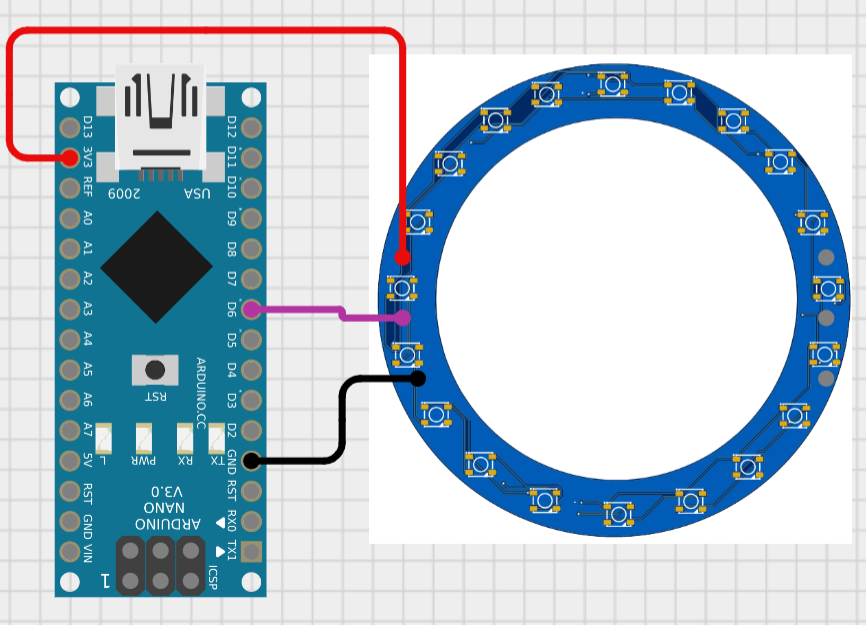 D13
3V3
REF
A0
A1
A2
A3
A4
A5
A6
A7
5V
RST
GND
VIN
2009
USA
D12
D11
D10
D9
D8
D7
D6
D5
D4
D3
D2
GND
RST
RX0
TX1
RST
ARDUINO.CC
L
PWR
RX
TX
ARDUINO
NANO
V3.0
1
ICSP